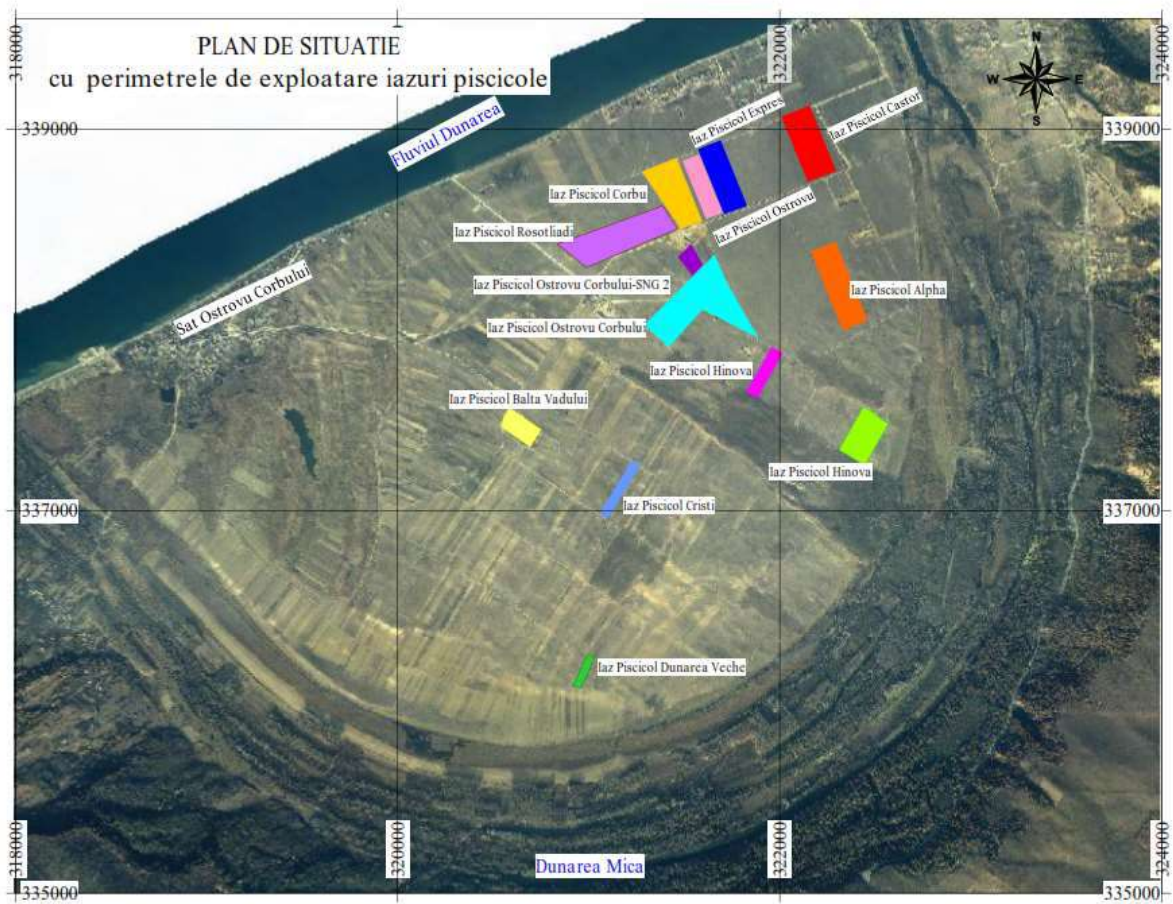 PLAN DE SITUATIE
cu perimetrele de exploatare iazuri piscicole
318000
322000
324000
N
W
E
S
339000
339000
Fluviul Dunarea
Iaz Piscicol Expres
Iaz Piscicol Castor
Iaz Piscicol Corbu
Iaz Piscicol Ostrovu
Iaz Piscicol Rosotliadi
Iaz Piscicol Ostrovu Corbului-SNG 2
Iaz Piscicol Alpha
Sat Ostrovu Corbului
Iaz Piscicol Ostrovu Corbului
Iaz Piscicol Hinova
Iaz Piscicol Balta Vadului
Iaz Piscicol Hinova
Iaz Piscicol Cristi
337000
337000
Iaz Piscicol Dunarea Veche
Dunarea Mica
318000
320000
322000
324000
335000
335000